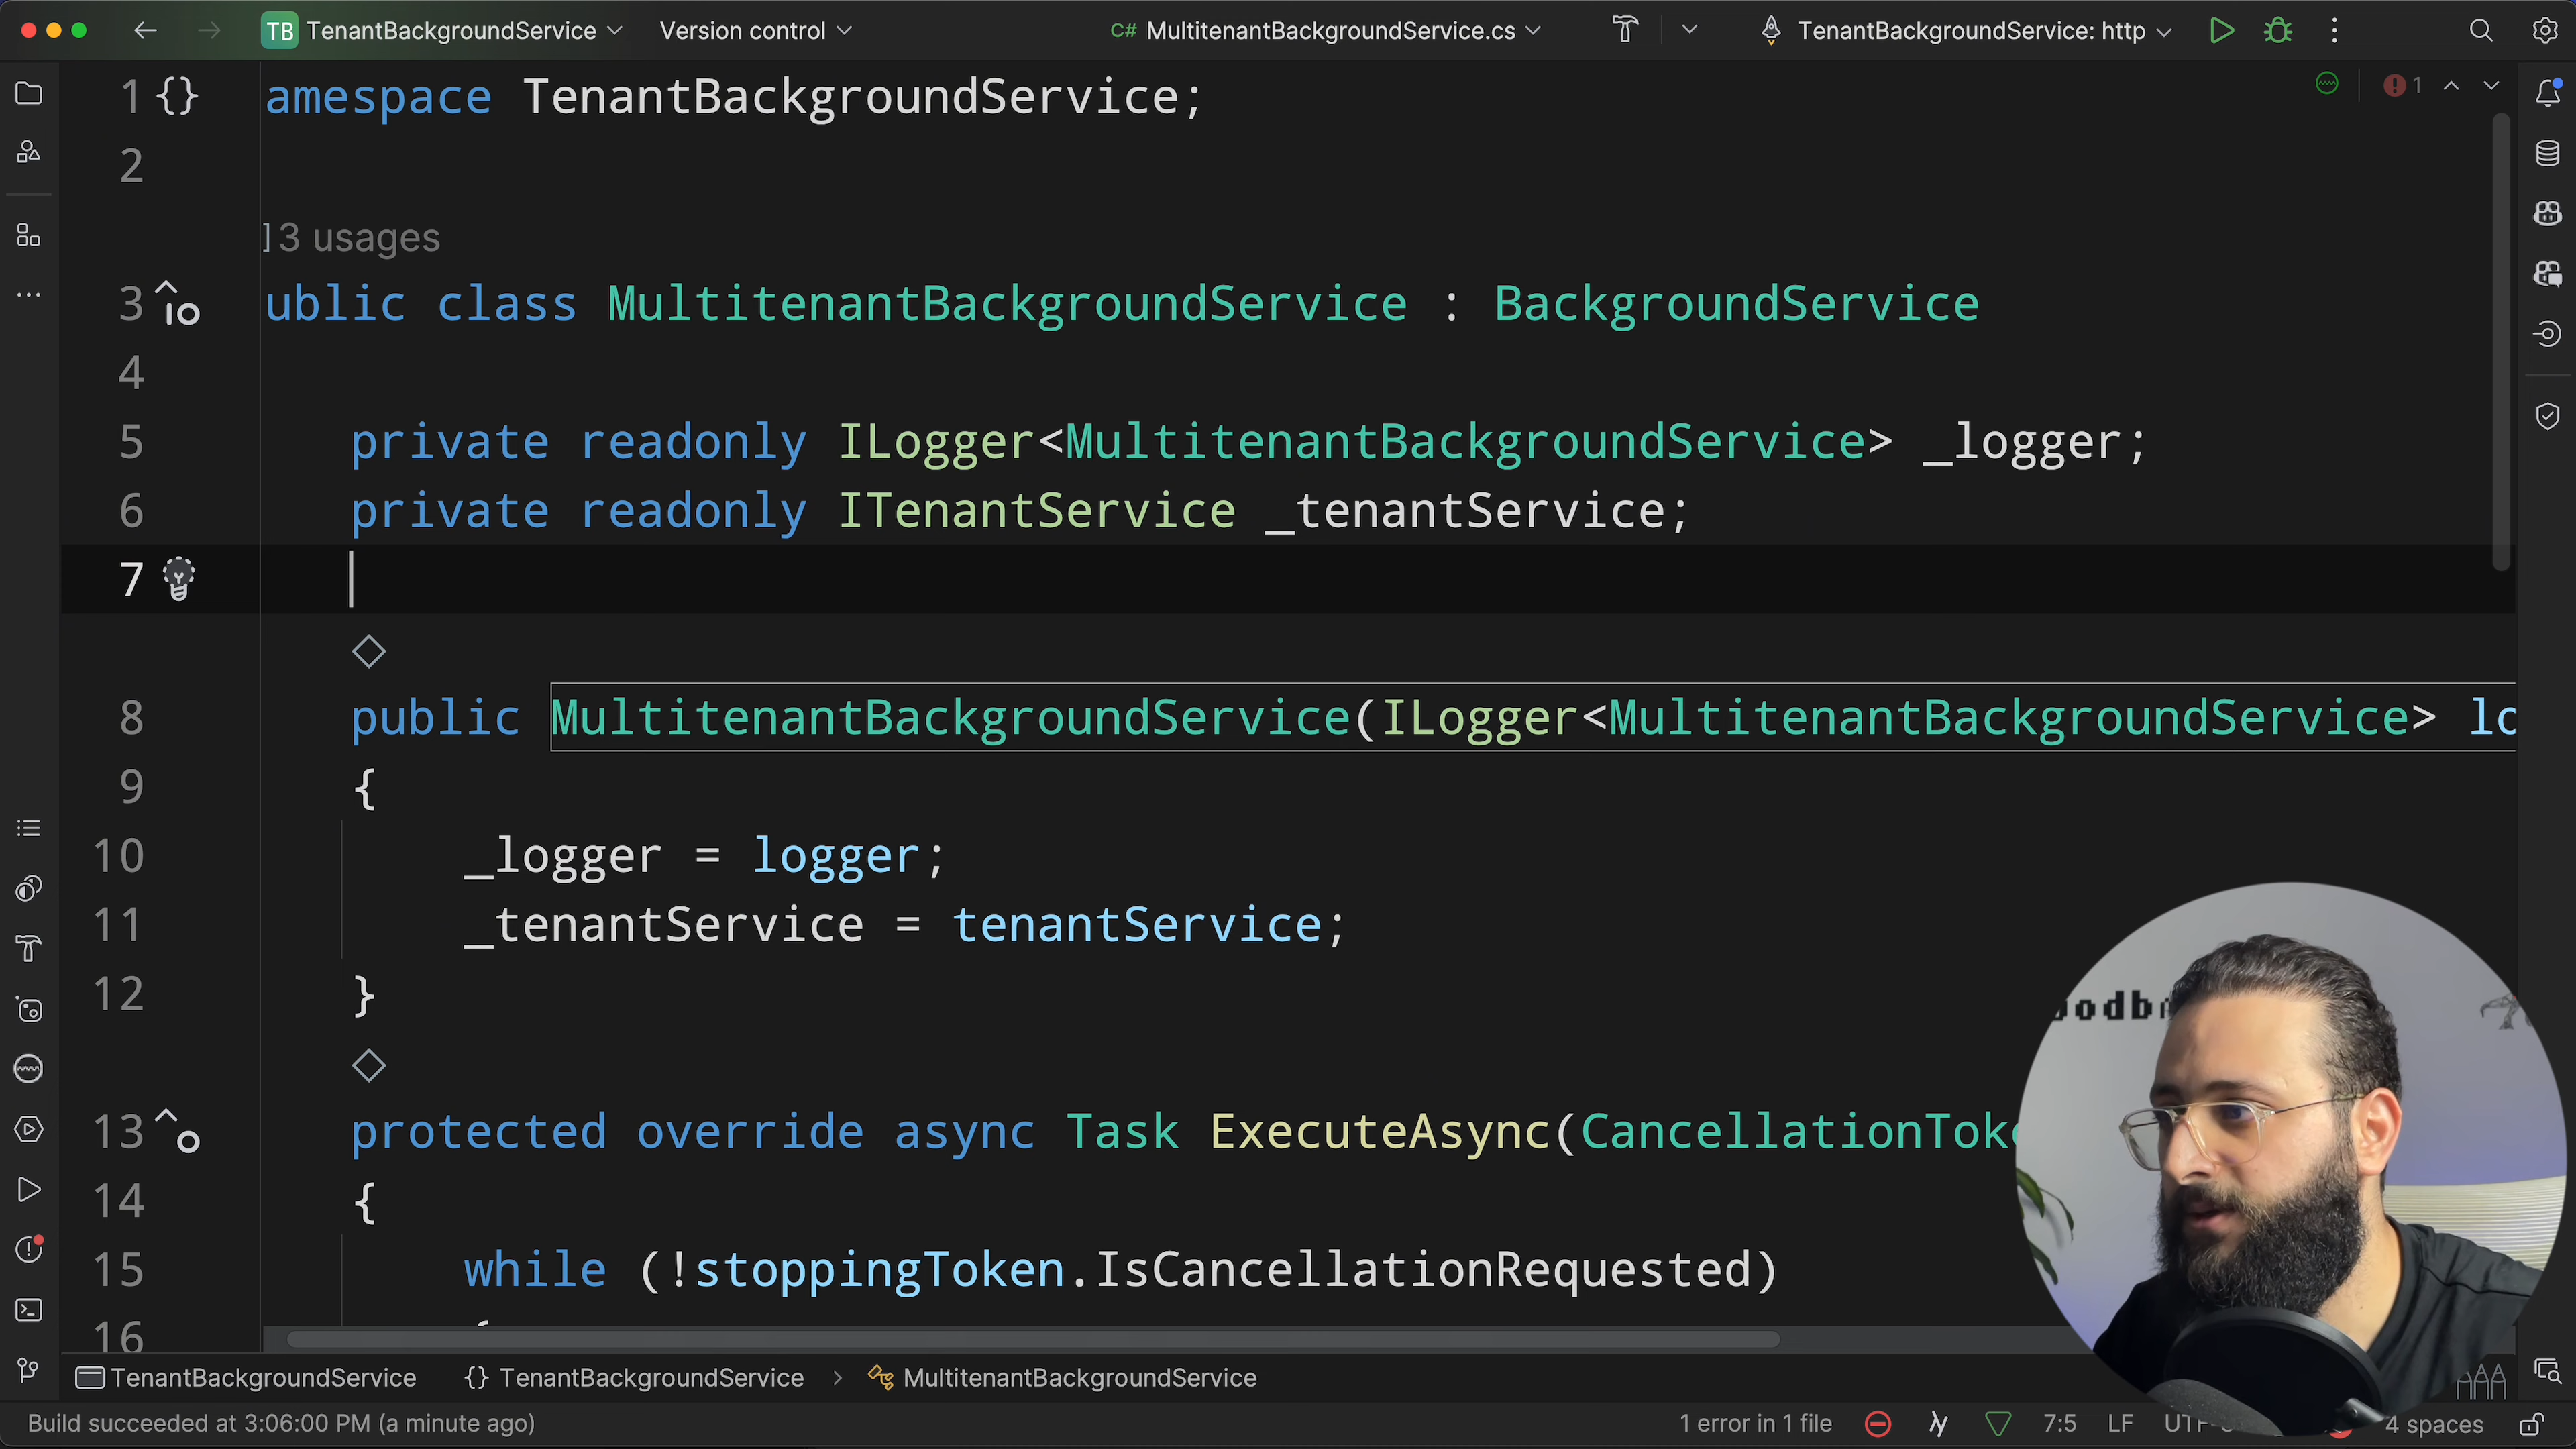 TB TenantBackgroundService Version control C# MultitenantBackgroundService.cs TenantBackgroundService: http
1 {} amespace TenantBackgroundService;
1
2
]3 usages
3 ublic class MultitenantBackgroundService : BackgroundService
4
5 private readonly ILogger<MultitenantBackgroundService> _logger;
6 private readonly ITenantService _tenantService;
7
8 public MultitenantBackgroundService(ILogger<MultitenantBackgroundService> lo
9 {
10 _logger = logger;
11 _tenantService = tenantService;
12 }
13 protected override async Task ExecuteAsync(CancellationToke
14 {
15 while (!stoppingToken.IsCancellationRequested)
16 {
TenantBackgroundService {} TenantBackgroundService > MultitenantBackgroundService
Build succeeded at 3:06:00 PM (a minute ago) 1 error in 1 file 7:5 LF UTF-8 4 spaces